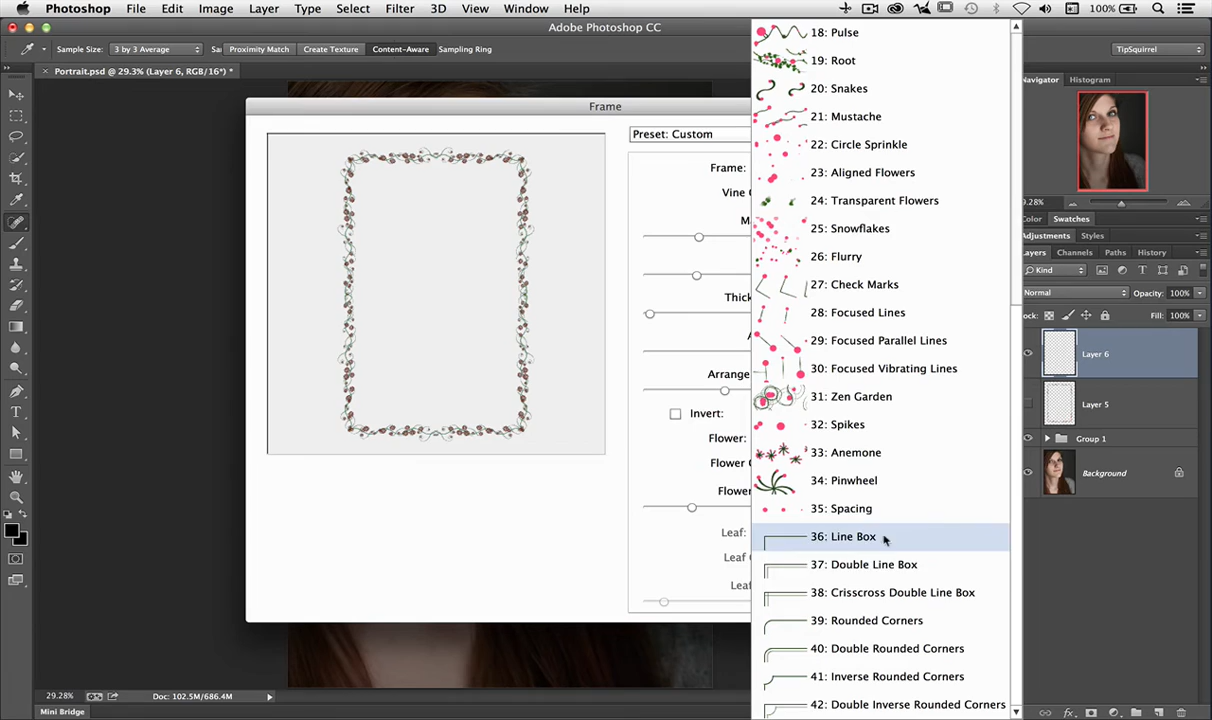 Photoshop File Edit Image Layer Type Select Filter 3D View Window Help 100%
Adobe Photoshop CC
Sample Size: 3 by 3 Average Proximity Match Create Texture Content-Aware Sampling Ring TipSquirrel
× Portrait.psd @ 29.3% (Layer 6, RGB/16*) *
Frame
Preset: Custom
Frame:
Vine
Thick
Arrange
Invert:
Flower:
Flower
Flower
Leaf:
Leaf
Leaf
18: Pulse
19: Root
20: Snakes
21: Mustache
22: Circle Sprinkle
23: Aligned Flowers
24: Transparent Flowers
25: Snowflakes
26: Flurry
27: Check Marks
28: Focused Lines
29: Focused Parallel Lines
30: Focused Vibrating Lines
31: Zen Garden
32: Spikes
33: Anemone
34: Pinwheel
35: Spacing
36: Line Box
37: Double Line Box
38: Crisscross Double Line Box
39: Rounded Corners
40: Double Rounded Corners
41: Inverse Rounded Corners
42: Double Inverse Rounded Corners
Navigator Histogram
9.28%
Color Swatches
Adjustments Styles
Layers Channels Paths History
Kind
Normal Opacity: 100%
ock: Fill: 100%
Layer 6
Layer 5
Group 1
Background
29.28% Doc: 102.5M/686.4M
Mini Bridge